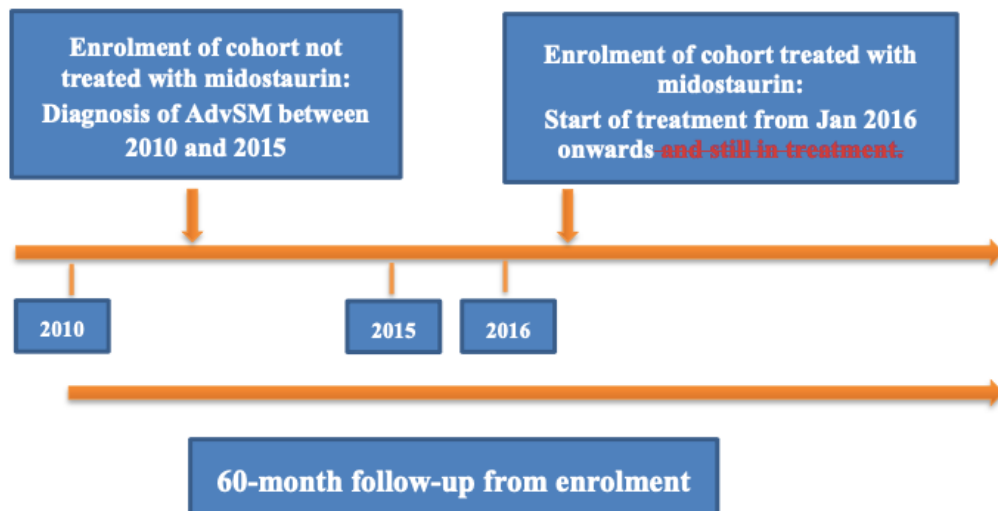 Enrolment of cohort not
treated with midostaurin:
Diagnosis of AdvSM between
2010 and 2015
Enrolment of cohort treated with
midostaurin:
Start of treatment from Jan 2016
onwards and still in treatment.
2010
2015
2016
60-month follow-up from enrolment